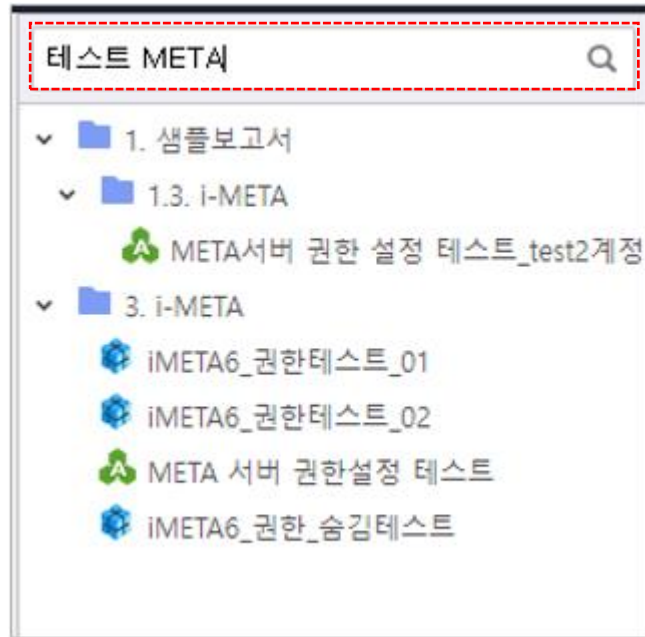 테스트 META
1. 샘플보고서
1.3. i-META
META서버 권한 설정 테스트_test2계정
3. i-META
iMETA6_권한테스트_01
iMETA6_권한테스트_02
META 서버 권한설정 테스트
iMETA6_권한_숨김테스트